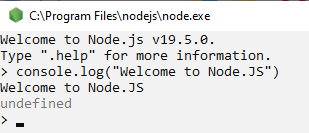 C:\Program Files\nodejs\node.exe
Welcome to Node.js v19.5.0.
Type ".help" for more information.
> console.log("Welcome to Node.JS")
Welcome to Node.JS
undefined
>